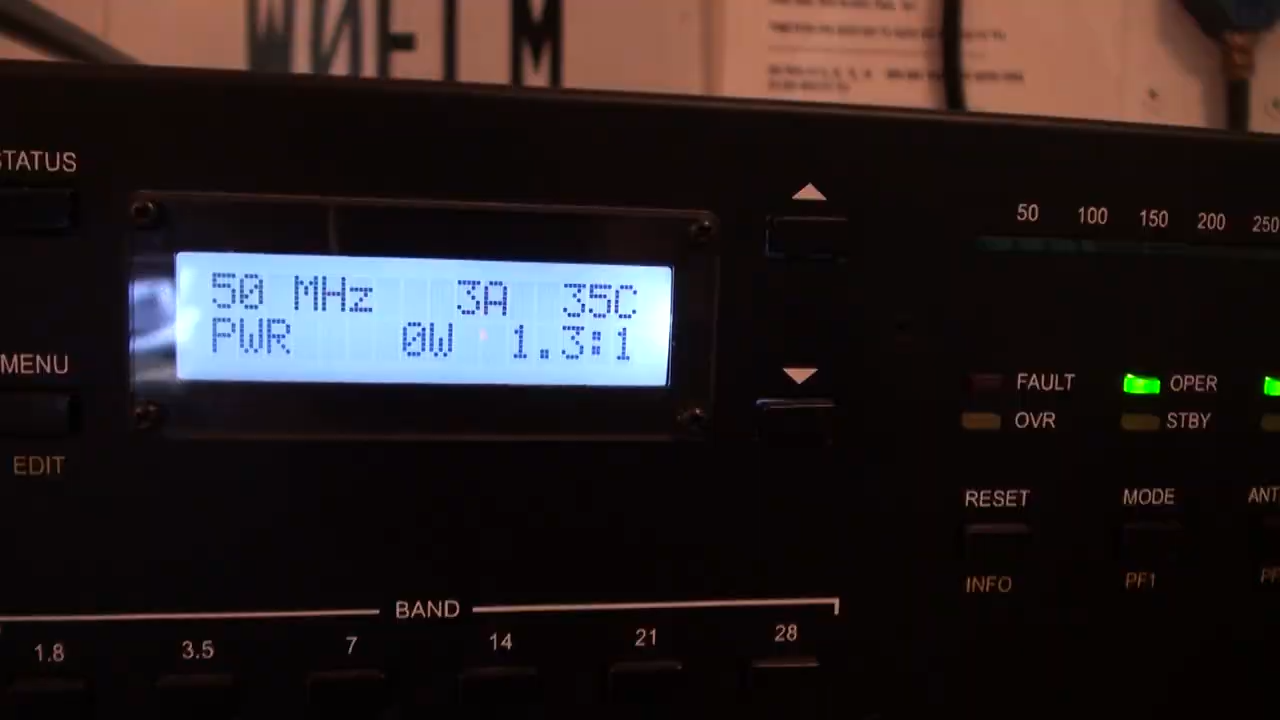 STATUS
50 MHz 3A 35C
PWR 0W 1.3:1
MENU
EDIT
50 100 150 200 250
FAULT OPER
OVR STBY
RESET MODE ANT
INFO PF1
BAND
1.8 3.5 7 14 21 28